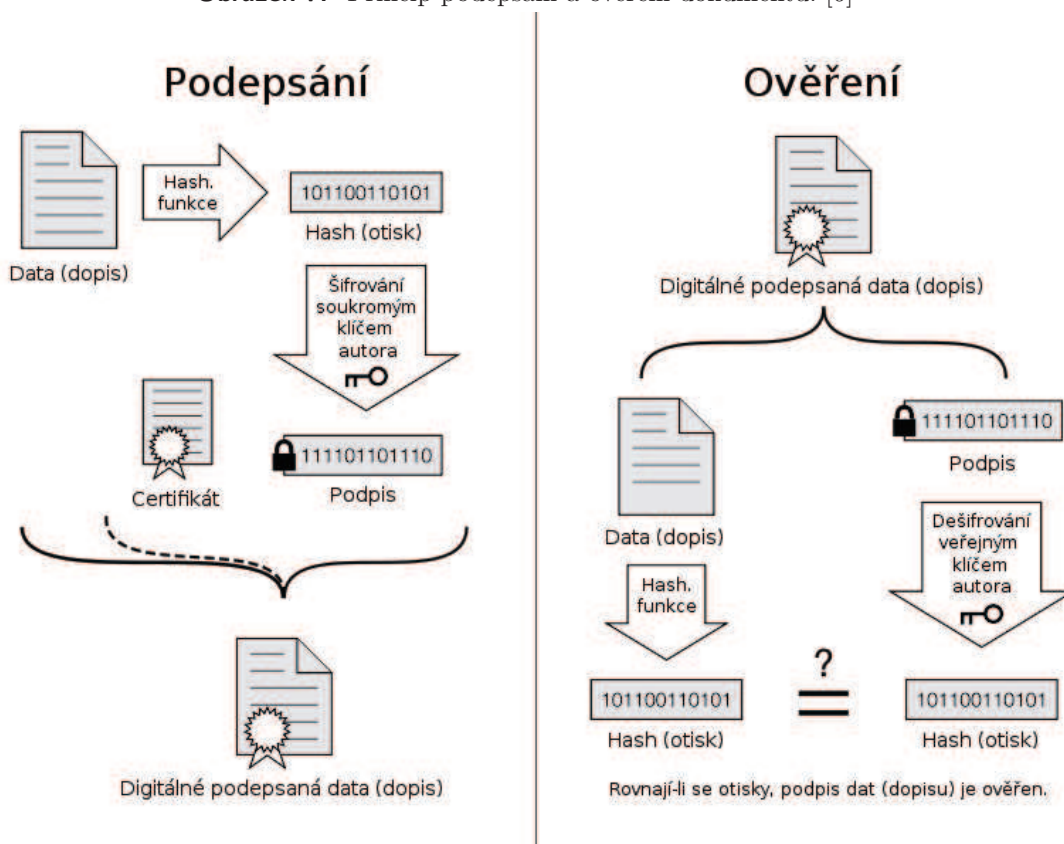 Podepsání
Data (dopis)
Hash.
funkce
101100110101
Hash (otisk)
Šifrování
soukromým
klíčem
autora
Certifikát
111101101110
Podpis
Digitálné podepsaná data (dopis)
Ověření
Digitálné podepsaná data (dopis)
Data (dopis)
Hash.
funkce
101100110101
Hash (otisk)
111101101110
Podpis
Dešifrování
veřejným
klíčem
autora
?
=
101100110101
Hash (otisk)
Rovnají-li se otisky, podpis dat (dopisu) je ověřen.